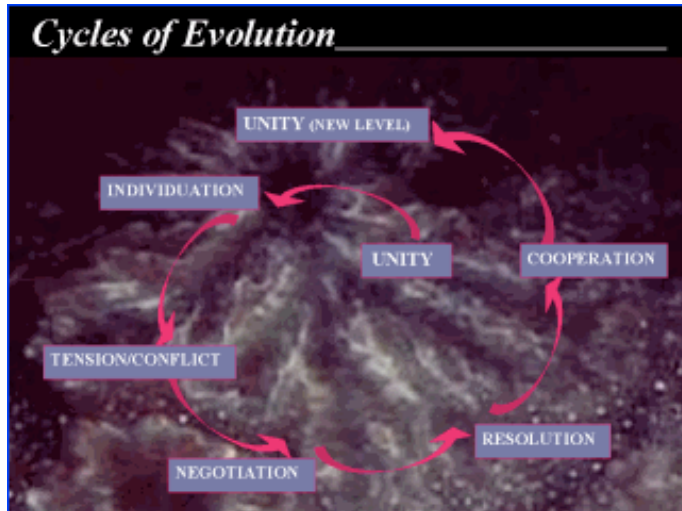 Cycles of Evolution
UNITY (NEW LEVEL)
INDIVIDUATION
UNITY
COOPERATION
TENSION/CONFLICT
RESOLUTION
NEGOTIATION